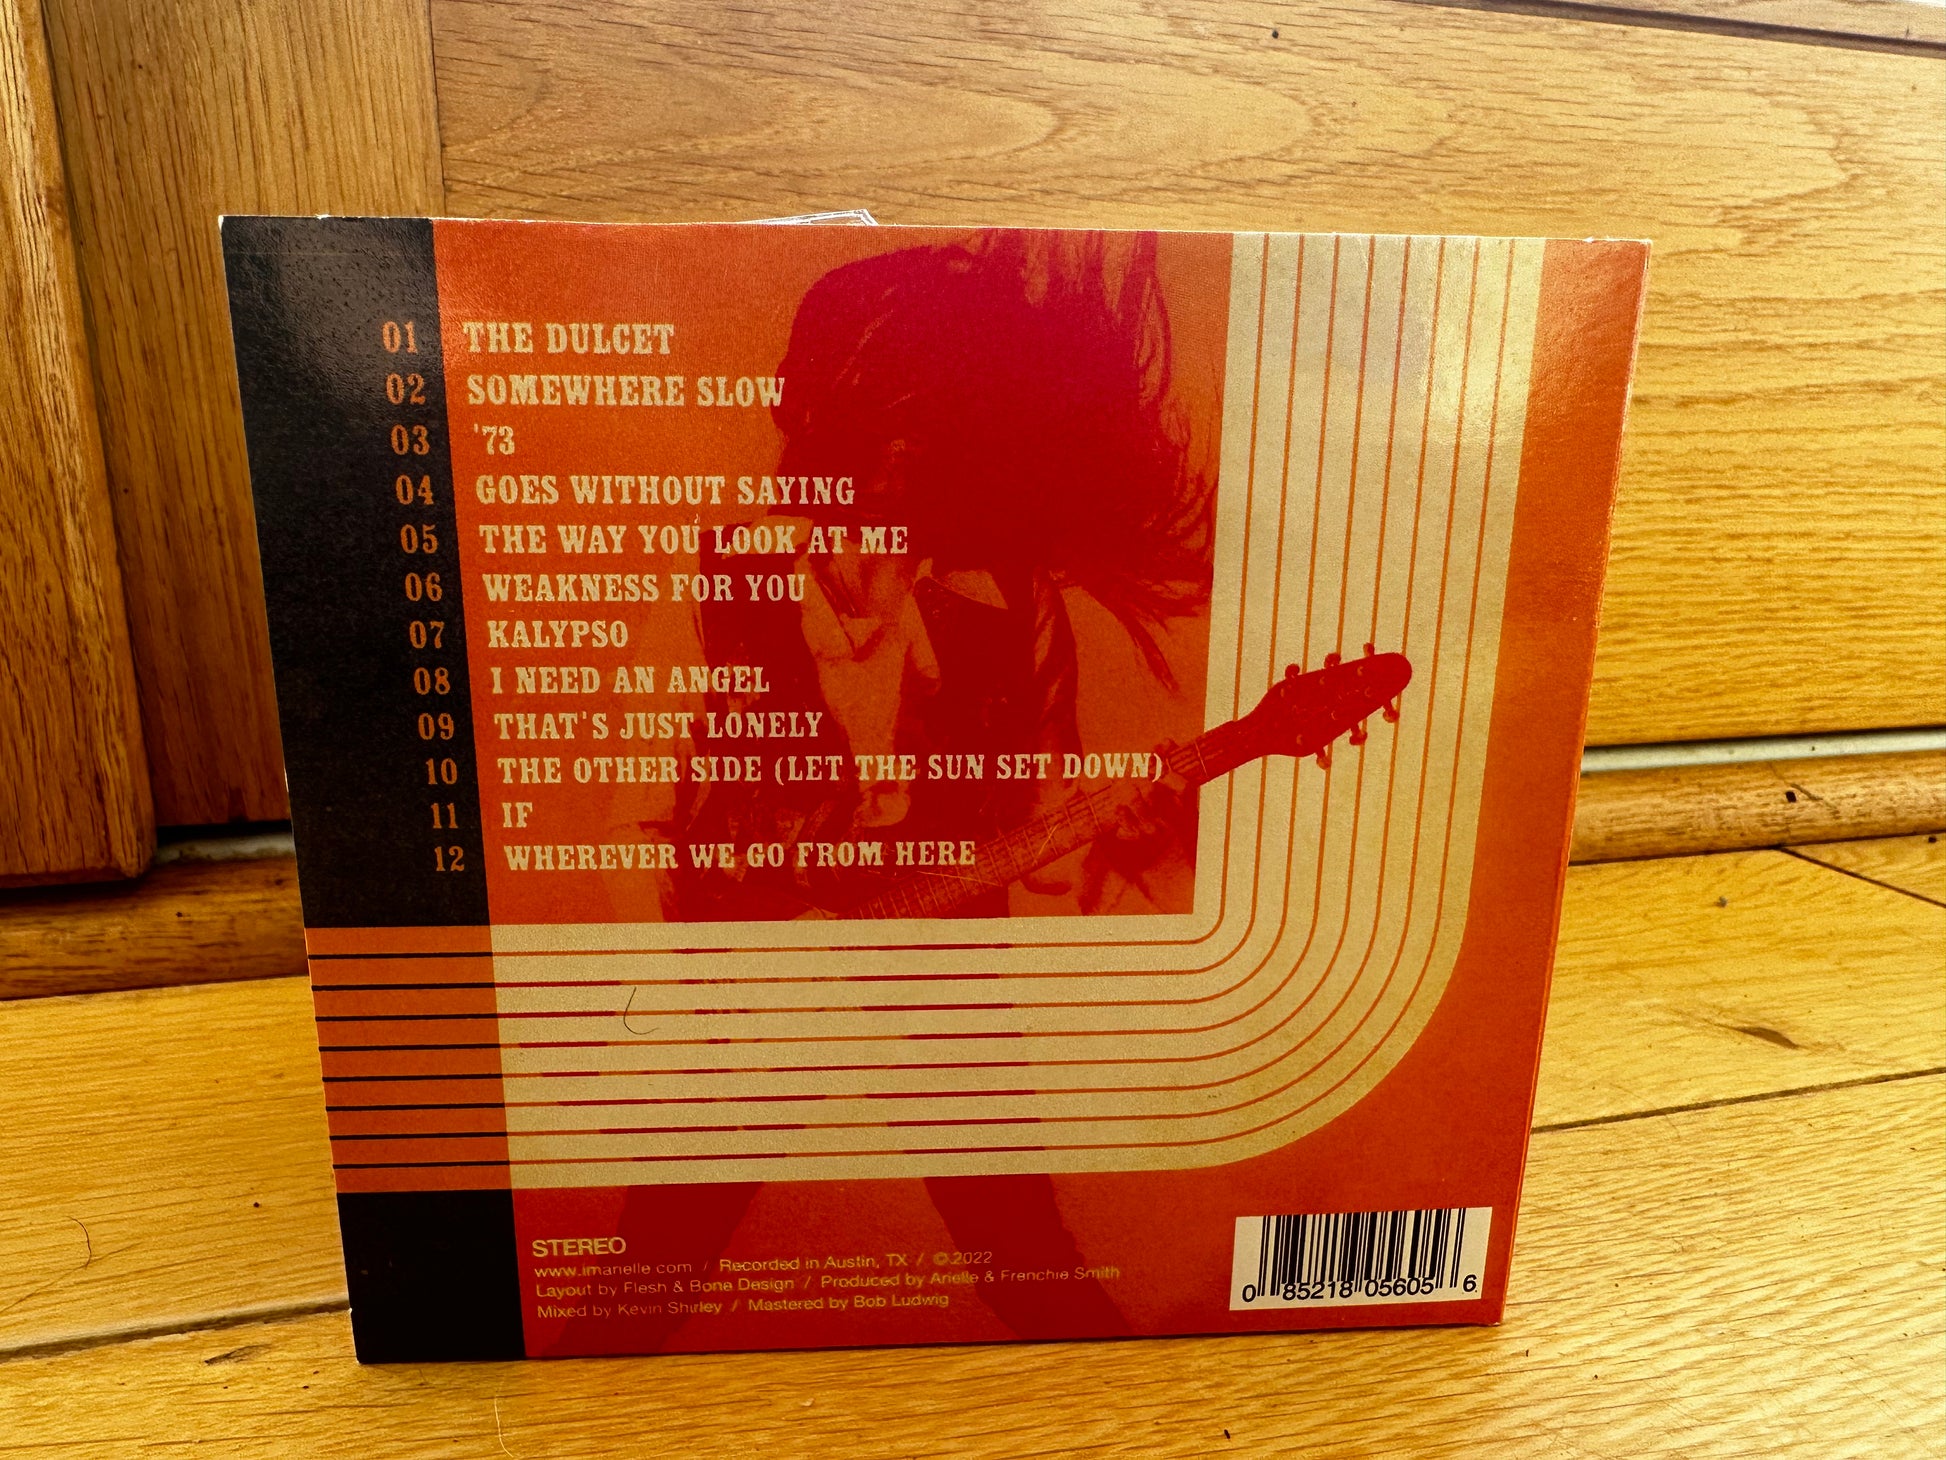 01 THE DULCET
02 SOMEWHERE SLOW
03 '73
04 GOES WITHOUT SAYING
05 THE WAY YOU LOOK AT ME
06 WEAKNESS FOR YOU
07 KALYPSO
08 I NEED AN ANGEL
09 THAT'S JUST LONELY
10 THE OTHER SIDE (LET THE SUN SET DOWN)
11 IF
12 WHEREVER WE GO FROM HERE
STEREO
www.imarielle.com / Recorded in Austin, TX / ©2022
Layout by Flesh & Bone Design / Produced by Arielle & Frenchie Smith
Mixed by Kevin Shirley / Mastered by Bob Ludwig
0 85218 05605 6